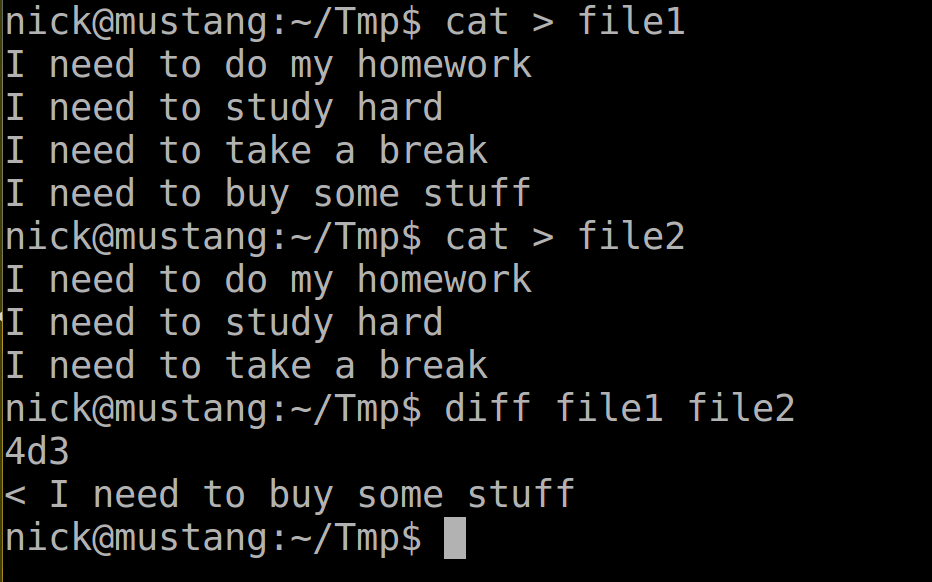 nick@mustang:~/Tmp$ cat > file1
I need to do my homework
I need to study hard
I need to take a break
I need to buy some stuff
nick@mustang:~/Tmp$ cat > file2
I need to do my homework
I need to study hard
I need to take a break
nick@mustang:~/Tmp$ diff file1 file2
4d3
< I need to buy some stuff
nick@mustang:~/Tmp$